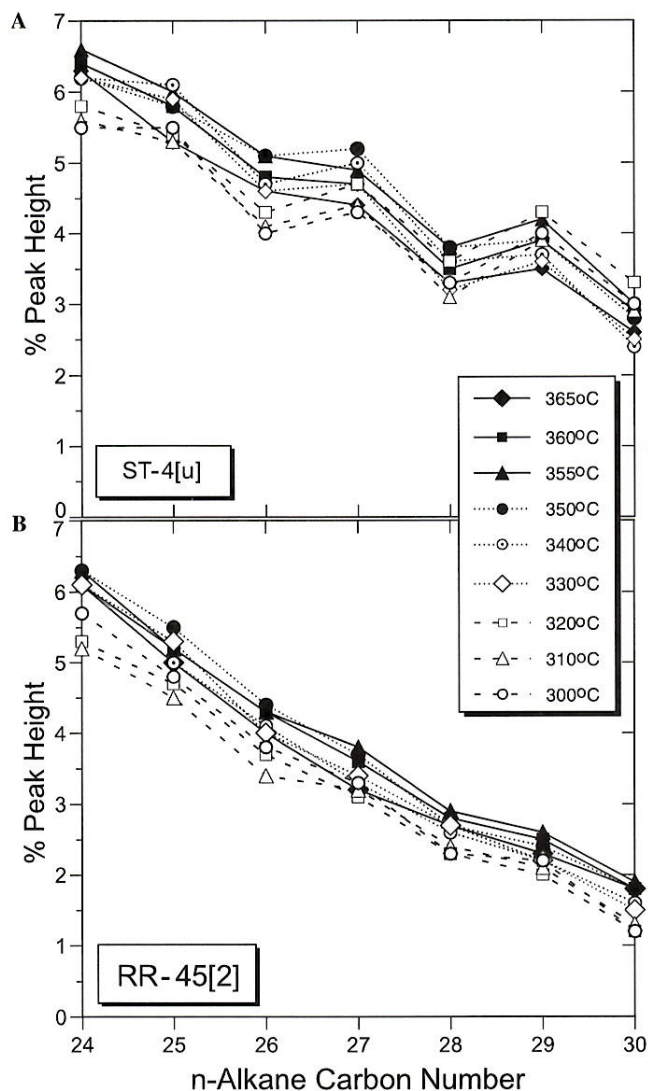 A
7
6
5
4
3
2
1
0
% Peak Height
ST-4[u]
365oC
360ºC
355ºC
350ºC
340ºC
330ºC
320ºC
310ºC
300ºC
B
7
6
5
4
3
2
1
0
% Peak Height
RR-45[2]
24 25 26 27 28 29 30
n-Alkane Carbon Number